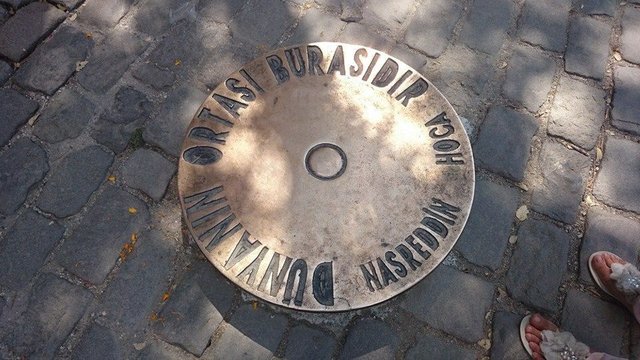 DÜNYANIN ORTASI BURASIDIR
NASREDDİN HOCA